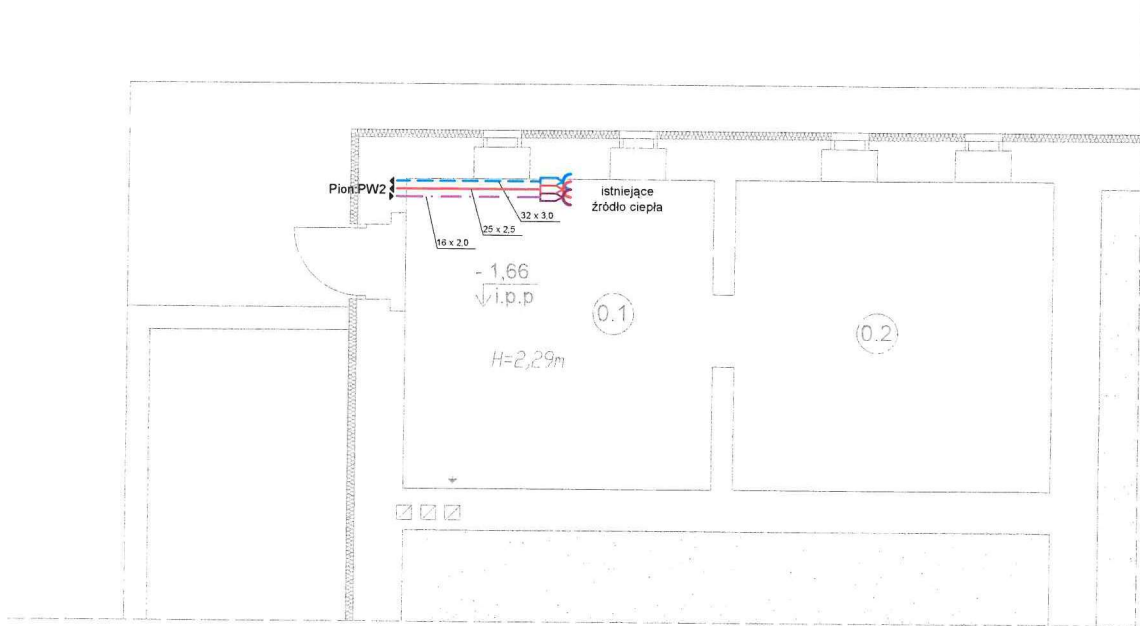 Pion:PW2
istniejące
źródło ciepła
32 x 3,0
25 x 2,5
16 x 2,0
- 1,66
i.p.p
0.1
0.2
H=2,29m